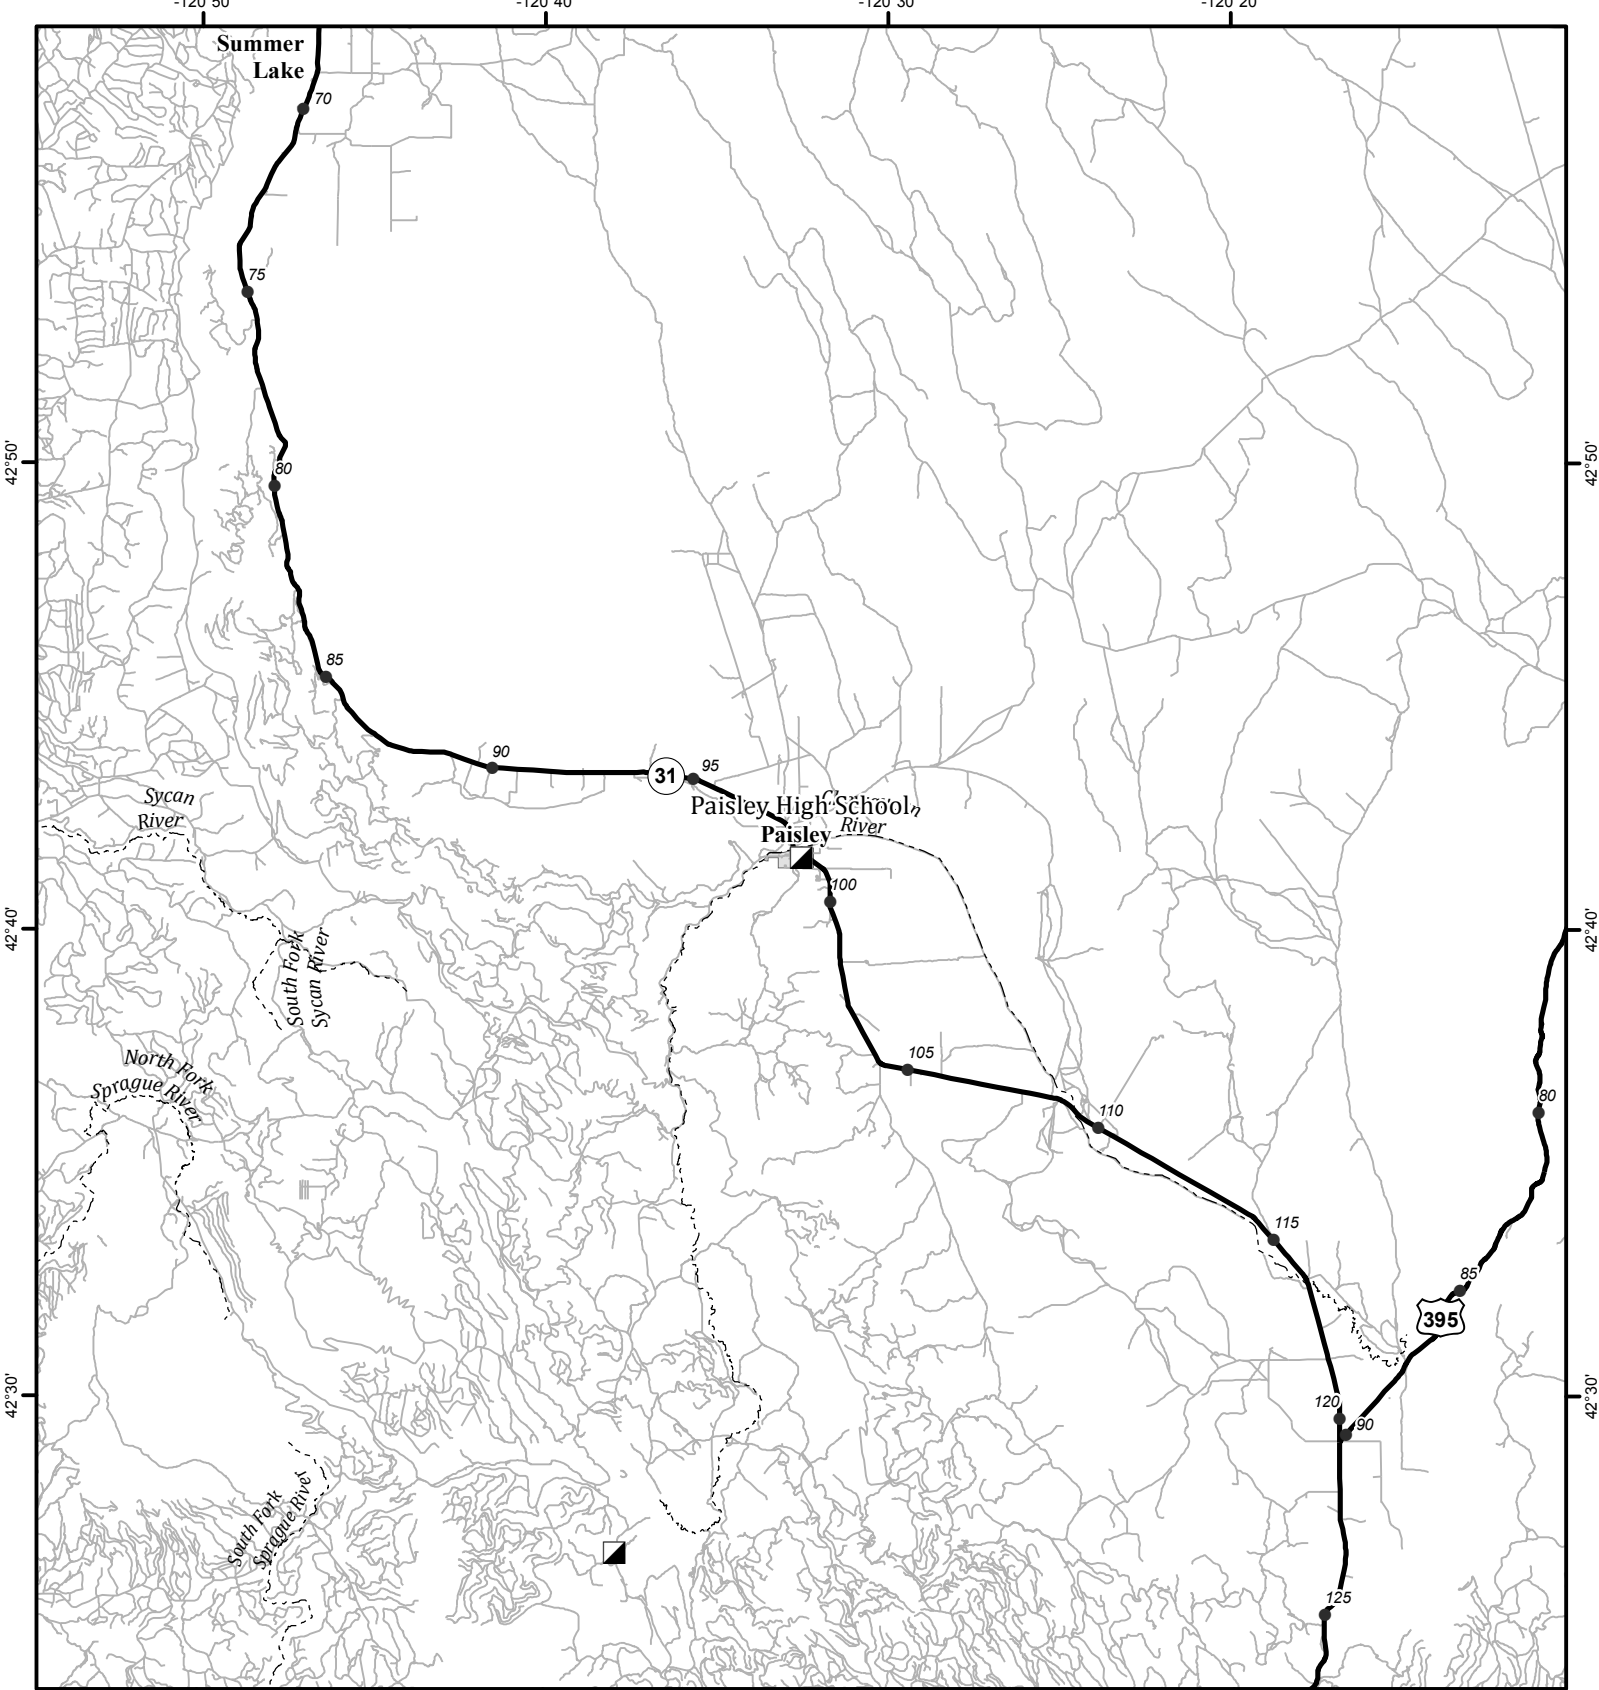 -120°50'
-120°40'
-120°30'
-120°20'
Summer
Lake
70
75
42°50'
42°50'
80
85
90
31
95
Sycan
River
Paisley High School
River
Paisley
100
42°40'
42°40'
South Fork
Sycan River
North Fork
Sprague River
105
110
80
115
85
395
42°30'
42°30'
120
90
South Fork
Sprague River
125